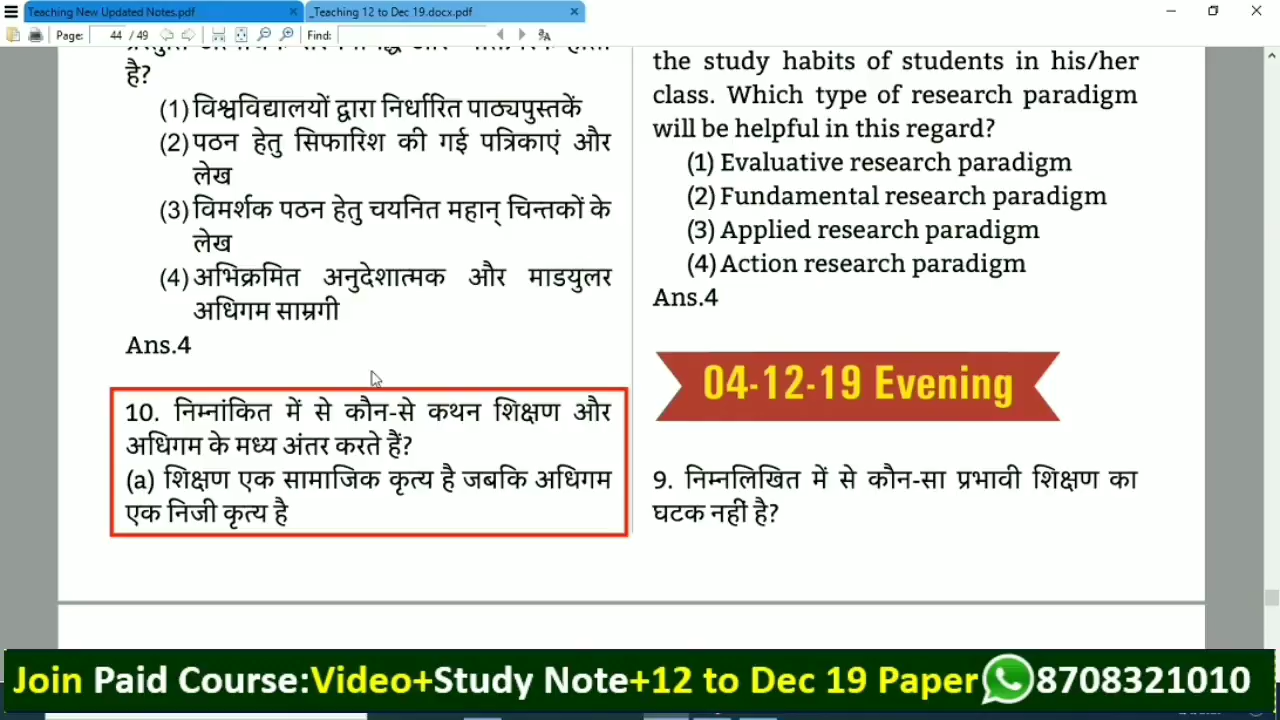 Teaching New Updated Notes.pdf
_Teaching 12 to Dec 19.docx.pdf
Page: 44 / 49 Find:
है?
(1) विश्वविद्यालयों द्वारा निर्धारित पाठ्यपुस्तकें
(2) पठन हेतु सिफारिश की गई पत्रिकाएं और
लेख
(3) विमर्शक पठन हेतु चयनित महान् चिन्तकों के
लेख
(4) अभिक्रमित अनुदेशात्मक और माडयुलर
अधिगम साम्रगी
Ans.4
10. निम्नांकित में से कौन-से कथन शिक्षण और
अधिगम के मध्य अंतर करते हैं?
(a) शिक्षण एक सामाजिक कृत्य है जबकि अधिगम
एक निजी कृत्य है
the study habits of students in his/her
class. Which type of research paradigm
will be helpful in this regard?
(1) Evaluative research paradigm
(2) Fundamental research paradigm
(3) Applied research paradigm
(4) Action research paradigm
Ans.4
04-12-19 Evening
9. निम्नलिखित में से कौन-सा प्रभावी शिक्षण का
घटक नहीं है?
Join Paid Course:Video+Study Note+12 to Dec 19 Paper 8708321010